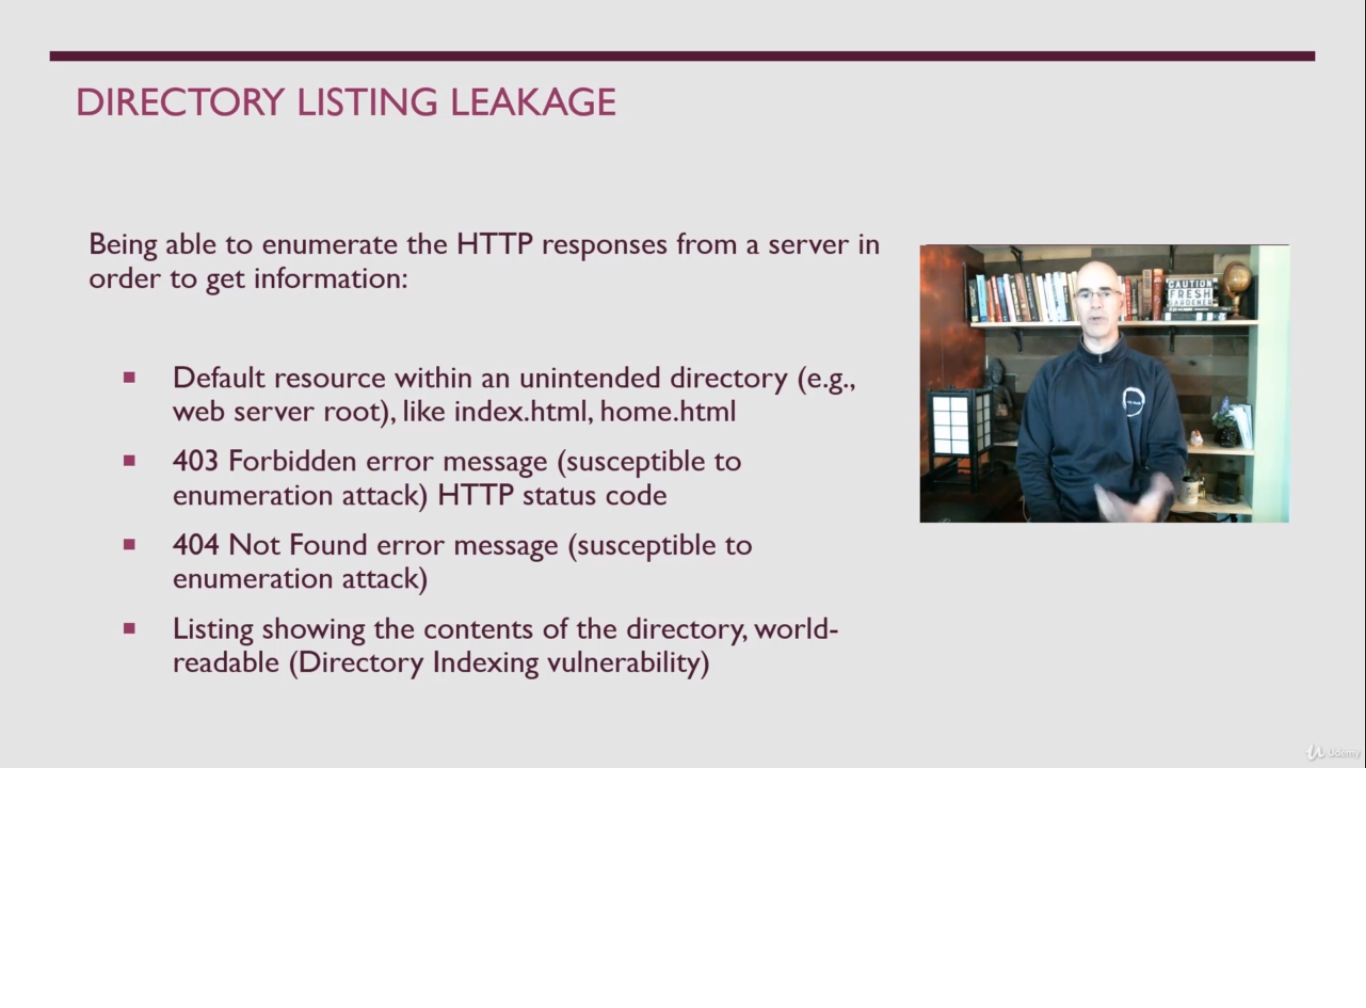 DIRECTORY LISTING LEAKAGE
Being able to enumerate the HTTP responses from a server in
order to get information:
▪ Default resource within an unintended directory (e.g.,
web server root), like index.html, home.html
▪ 403 Forbidden error message (susceptible to
enumeration attack) HTTP status code
▪ 404 Not Found error message (susceptible to
enumeration attack)
▪ Listing showing the contents of the directory, world-
readable (Directory Indexing vulnerability)
CAUTION
FRESH
GARDENER
Udemy